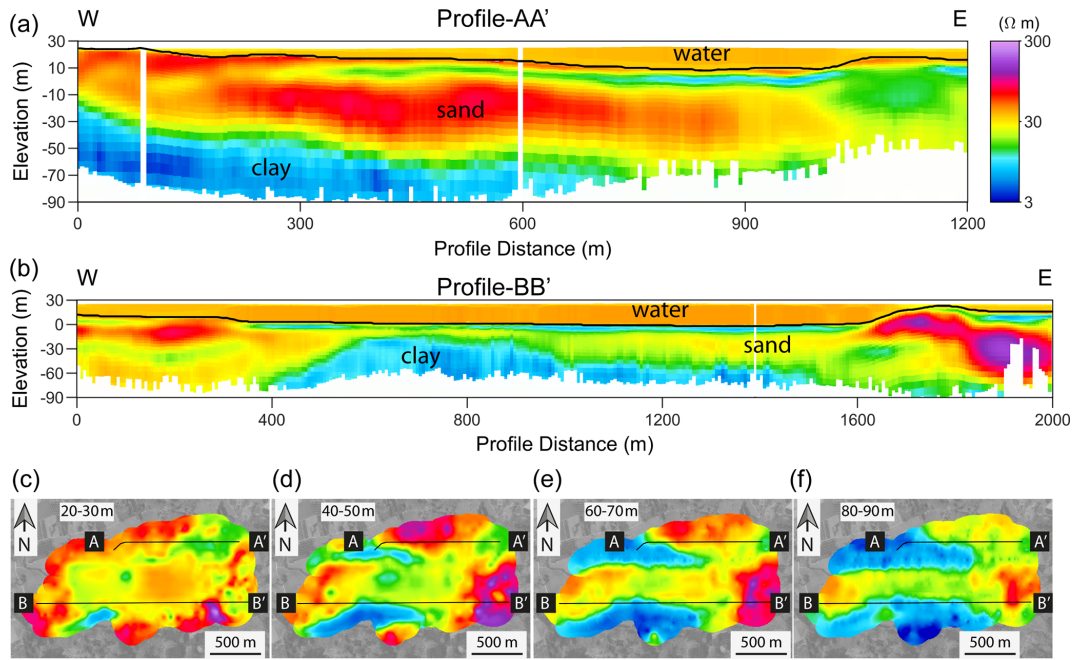 (a) W Profile-AA’ E (Ω m)
30 300
10
-10
-30 30
-50
-70
-90 3
Elevation (m)
water
sand
clay
0 300 600 900 1200
Profile Distance (m)
(b) W Profile-BB’ E
30
0
-30
-60
-90
Elevation (m)
water
sand
clay
0 400 800 1200 1600 2000
Profile Distance (m)
(c) (d) (e) (f)
20-30 m 40-50 m 60-70 m 80-90 m
N N N N
A A’ A A’ A A’ A A’
B B’ B B’ B B’ B B’
500 m 500 m 500 m 500 m